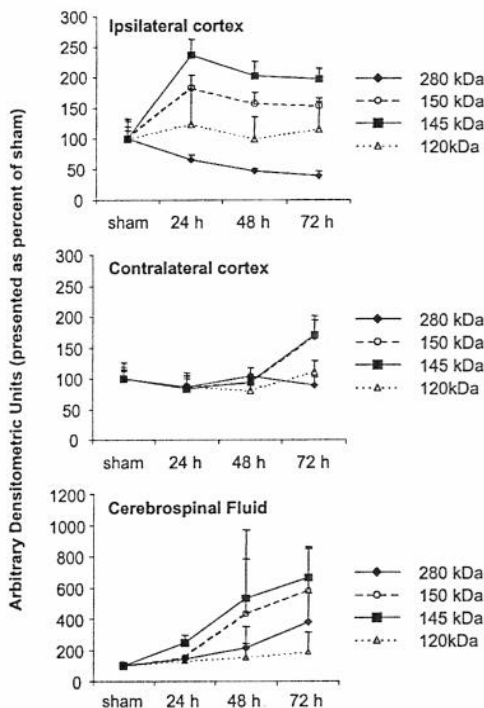 Arbitrary Densitometric Units (presented as percent of sham)
Ipsilateral cortex
300
250
200
150
100
50
0
sham 24 h 48 h 72 h
280 kDa
150 kDa
145 kDa
120kDa
Contralateral cortex
300
250
200
150
100
50
0
sham 24 h 48 h 72 h
280 kDa
150 kDa
145 kDa
120kDa
Cerebrospinal Fluid
1200
1000
800
600
400
200
0
sham 24 h 48 h 72 h
280 kDa
150 kDa
145 kDa
120kDa